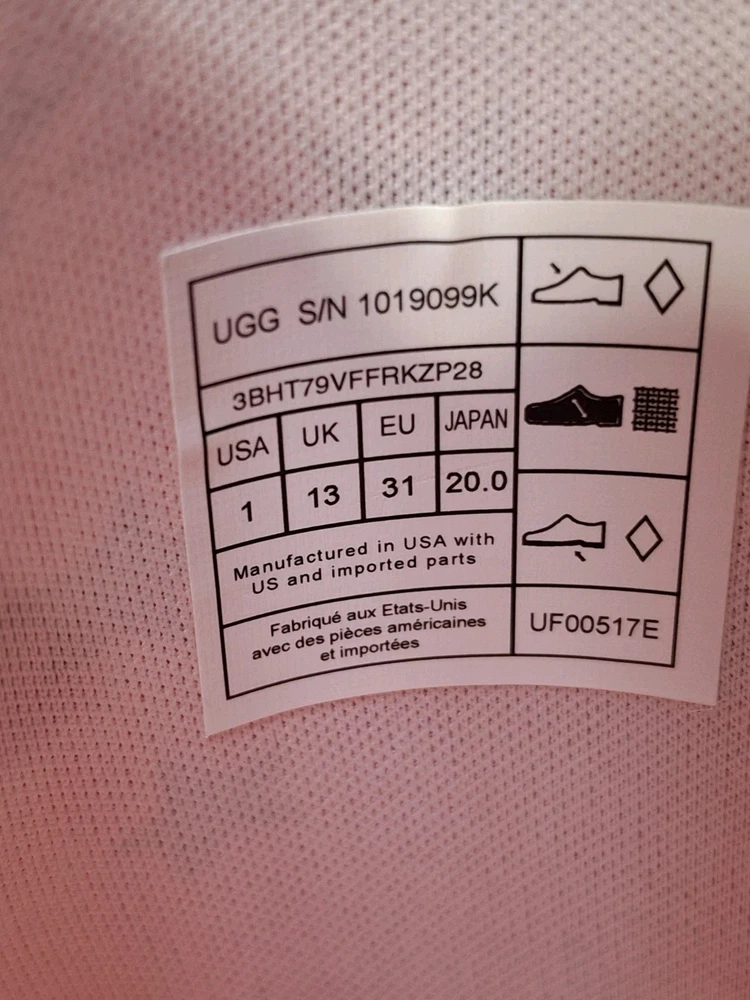 UGG S/N 1019099K
3BHT79VFFRKZP28
USA UK EU JAPAN
1 13 31 20.0
Manufactured in USA with
US and imported parts
Fabriqué aux Etats-Unis
avec des pièces américaines
et importées
UF00517E